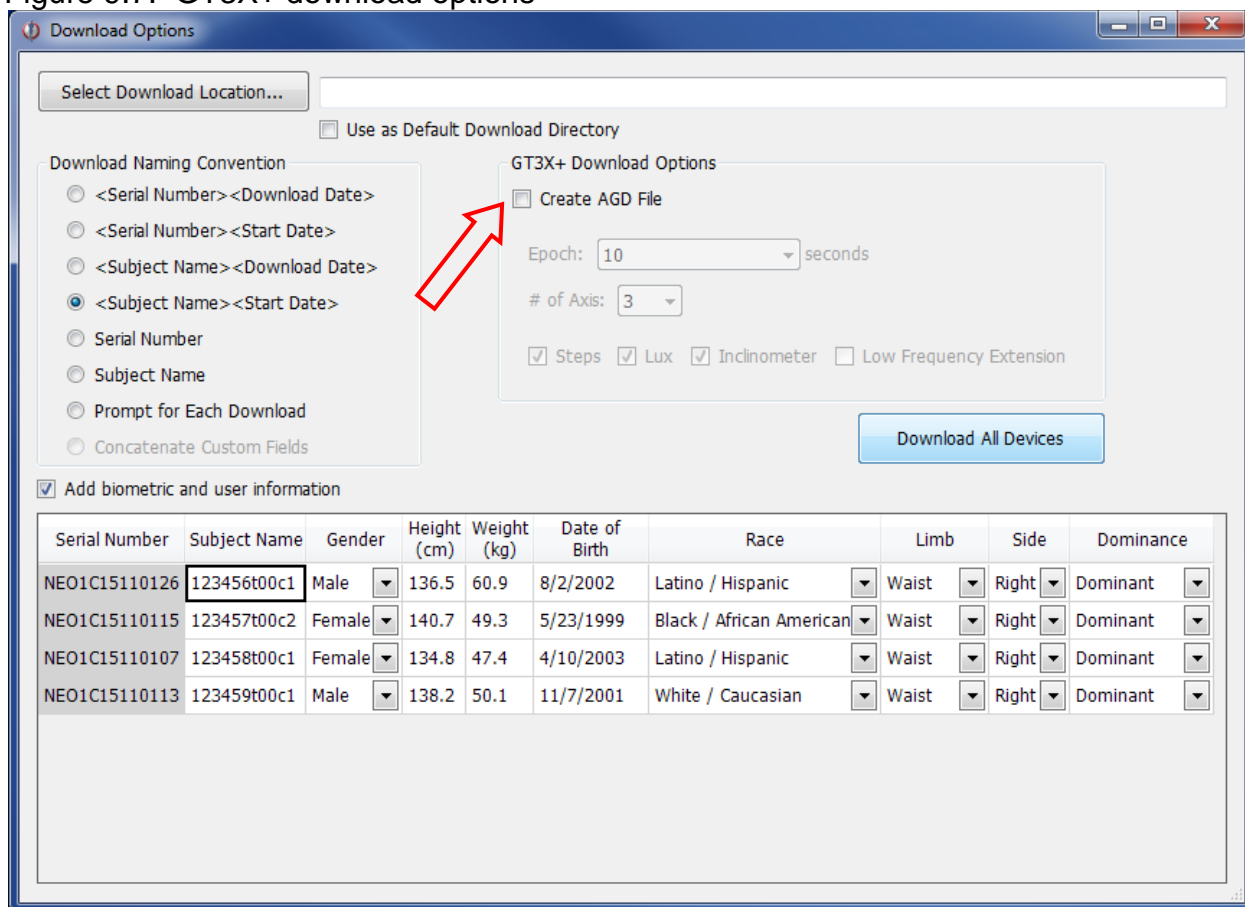 Download Options
Select Download Location...
Use as Default Download Directory
Download Naming Convention
<Serial Number><Download Date>
<Serial Number><Start Date>
<Subject Name><Download Date>
<Subject Name><Start Date>
Serial Number
Subject Name
Prompt for Each Download
Concatenate Custom Fields
GT3X+ Download Options
Create AGD File
Epoch: 10 seconds
# of Axis: 3
Steps Lux Inclinometer Low Frequency Extension
Download All Devices
Add biometric and user information
Serial Number Subject Name Gender Height (cm) Weight (kg) Date of Birth Race Limb Side Dominance
NEO1C15110126 123456t00c1 Male 136.5 60.9 8/2/2002 Latino / Hispanic Waist Right Dominant
NEO1C15110115 123457t00c2 Female 140.7 49.3 5/23/1999 Black / African American Waist Right Dominant
NEO1C15110107 123458t00c1 Female 134.8 47.4 4/10/2003 Latino / Hispanic Waist Right Dominant
NEO1C15110113 123459t00c1 Male 138.2 50.1 11/7/2001 White / Caucasian Waist Right Dominant